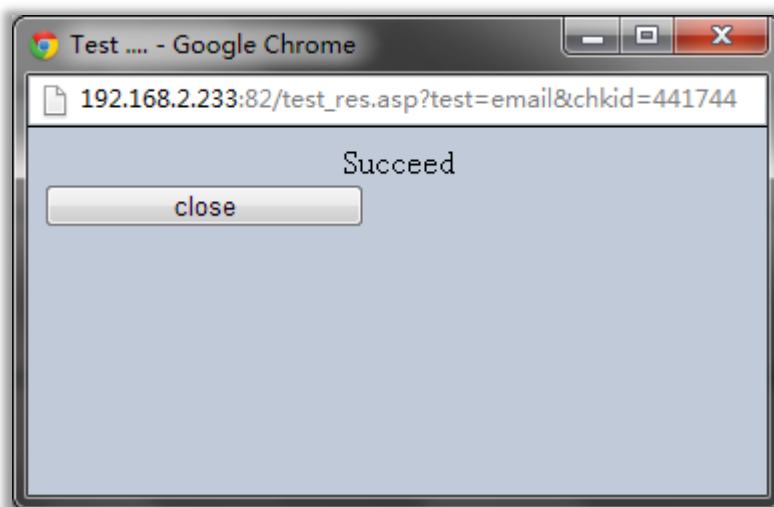 Test .... - Google Chrome
192.168.2.233:82/test_res.asp?test=email&chkid=441744
Succeed
close